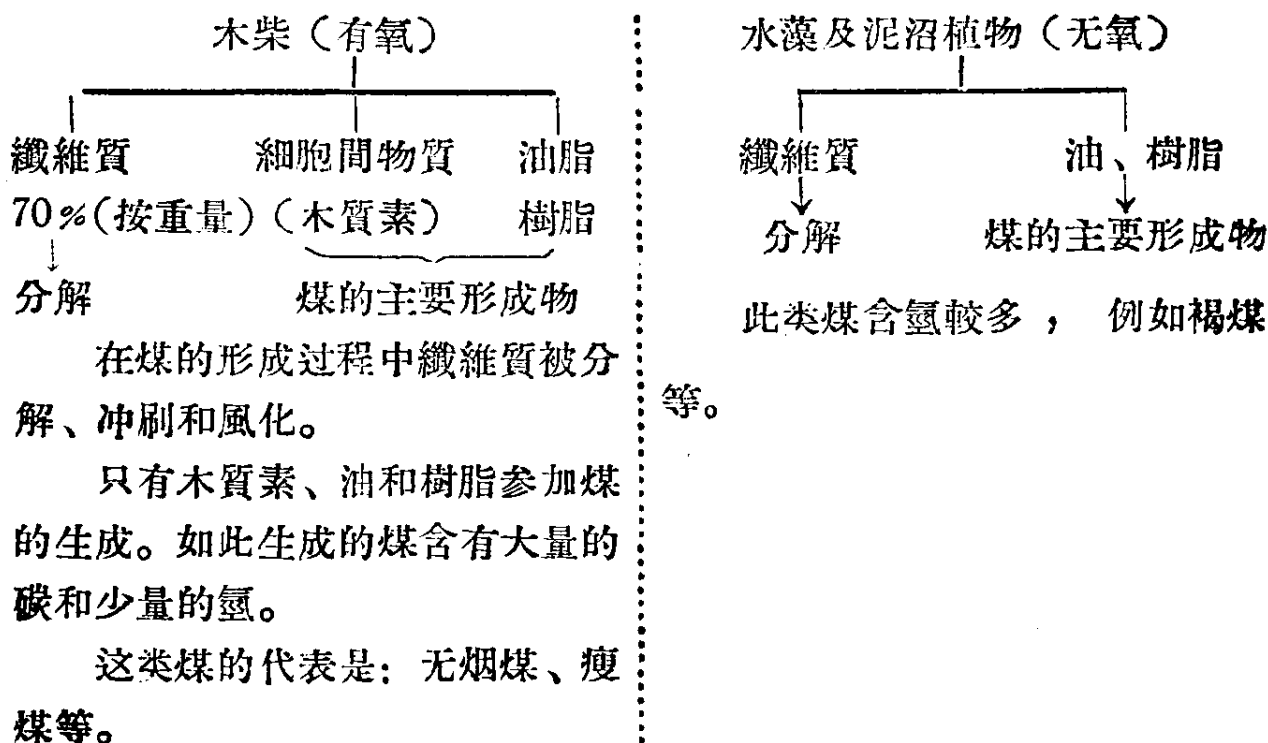 木柴（有氧）
纖維質 細胞間物質 油脂
70%(按重量)（木質素） 樹脂
分解 煤的主要形成物
在煤的形成过程中纖維質被分
解、冲刷和風化。
只有木質素、油和樹脂参加煤
的生成。如此生成的煤含有大量的
碳和少量的氫。
这类煤的代表是：无烟煤、瘦
煤等。
水藻及泥沼植物（无氧）
纖維質 油、樹脂
分解 煤的主要形成物
此类煤含氫較多， 例如褐煤
等。